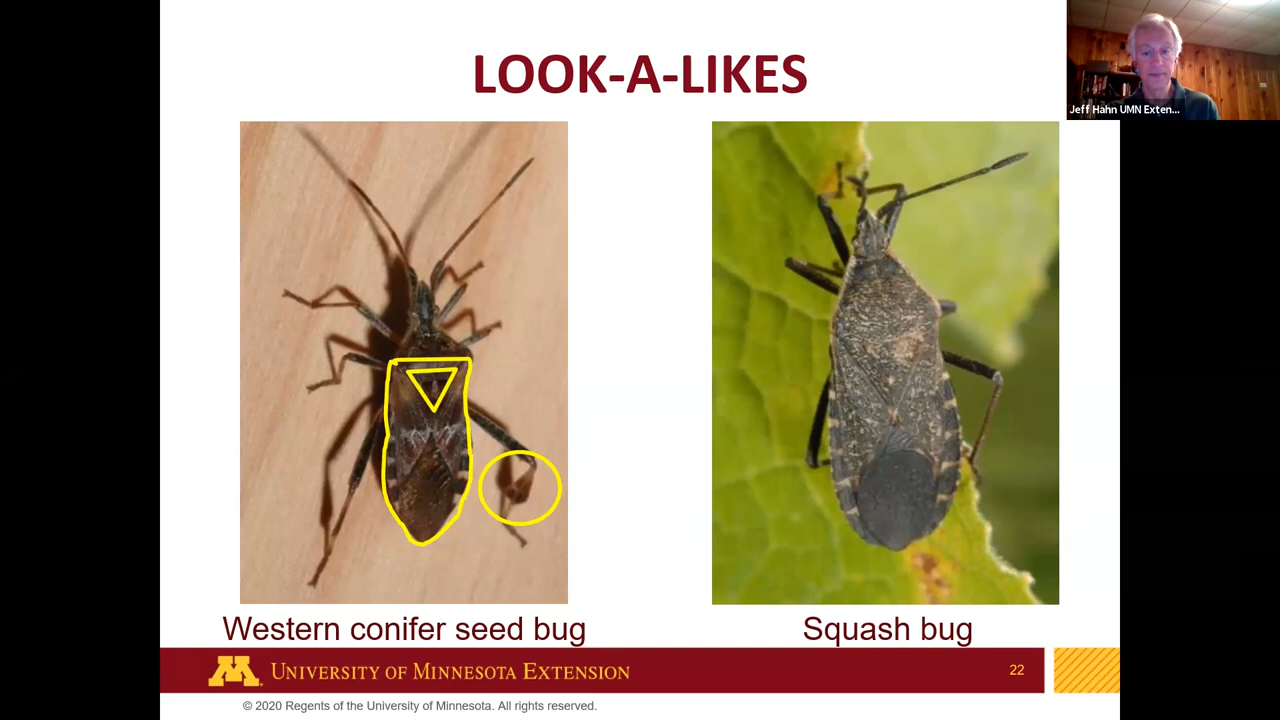 LOOK-A-LIKES
Jeff Hahn UMN Exten...
Western conifer seed bug
Squash bug
M
UNIVERSITY OF MINNESOTA EXTENSION
22
© 2020 Regents of the University of Minnesota. All rights reserved.